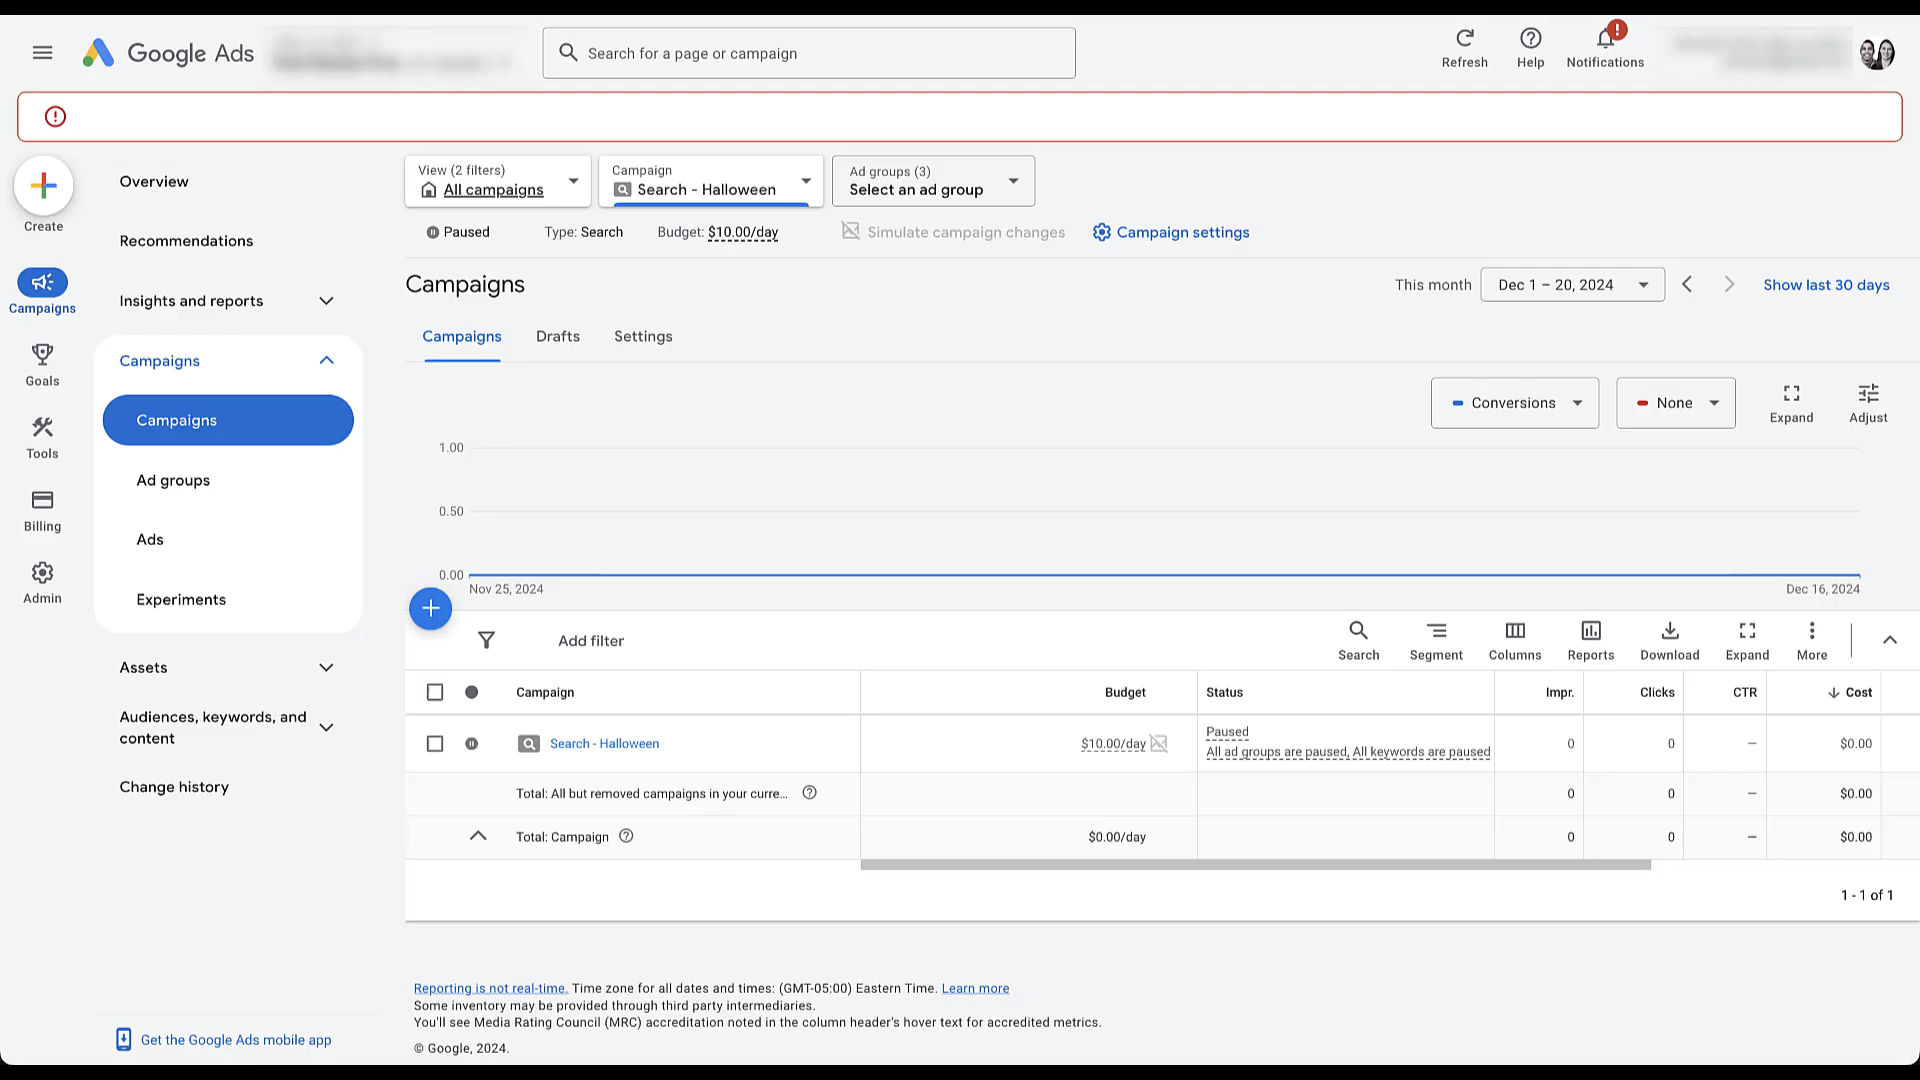 Google Ads
Search for a page or campaign
Refresh
Help
Notifications
Create
Campaigns
Goals
Tools
Billing
Admin
Overview
Recommendations
Insights and reports
Campaigns
Campaigns
Ad groups
Ads
Experiments
Assets
Audiences, keywords, and
content
Change history
Get the Google Ads mobile app
View (2 filters)
All campaigns
Campaign
Search - Halloween
Ad groups (3)
Select an ad group
Paused
Type: Search
Budget: $10.00/day
Simulate campaign changes
Campaign settings
Campaigns
This month
Dec 1 – 20, 2024
Show last 30 days
Campaigns
Drafts
Settings
Conversions
None
Expand
Adjust
1.00
0.50
0.00
Nov 25, 2024
Dec 16, 2024
Add filter
Search
Segment
Columns
Reports
Download
Expand
More
Campaign Budget Status Impr. Clicks CTR Cost
Search - Halloween $10.00/day Paused 0 0 – $0.00
All ad groups are paused, All keywords are paused
Total: All but removed campaigns in your curre... 0 0 – $0.00
Total: Campaign $0.00/day 0 0 – $0.00
1 - 1 of 1
Reporting is not real-time. Time zone for all dates and times: (GMT-05:00) Eastern Time. Learn more
Some inventory may be provided through third party intermediaries.
You'll see Media Rating Council (MRC) accreditation noted in the column header's hover text for accredited metrics.
© Google, 2024.